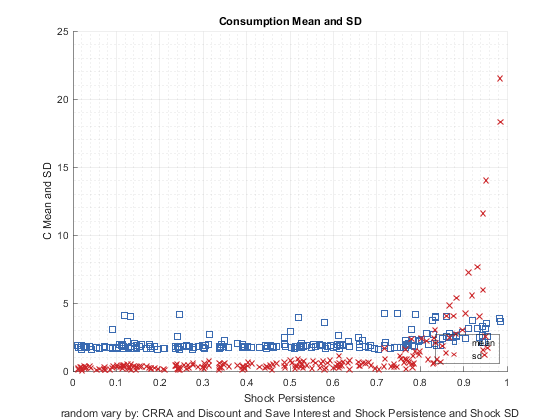 Consumption Mean and SD
C Mean and SD
25
20
15
10
5
0
mean
sd
0 0.1 0.2 0.3 0.4 0.5 0.6 0.7 0.8 0.9 1
Shock Persistence
random vary by: CRRA and Discount and Save Interest and Shock Persistence and Shock SD